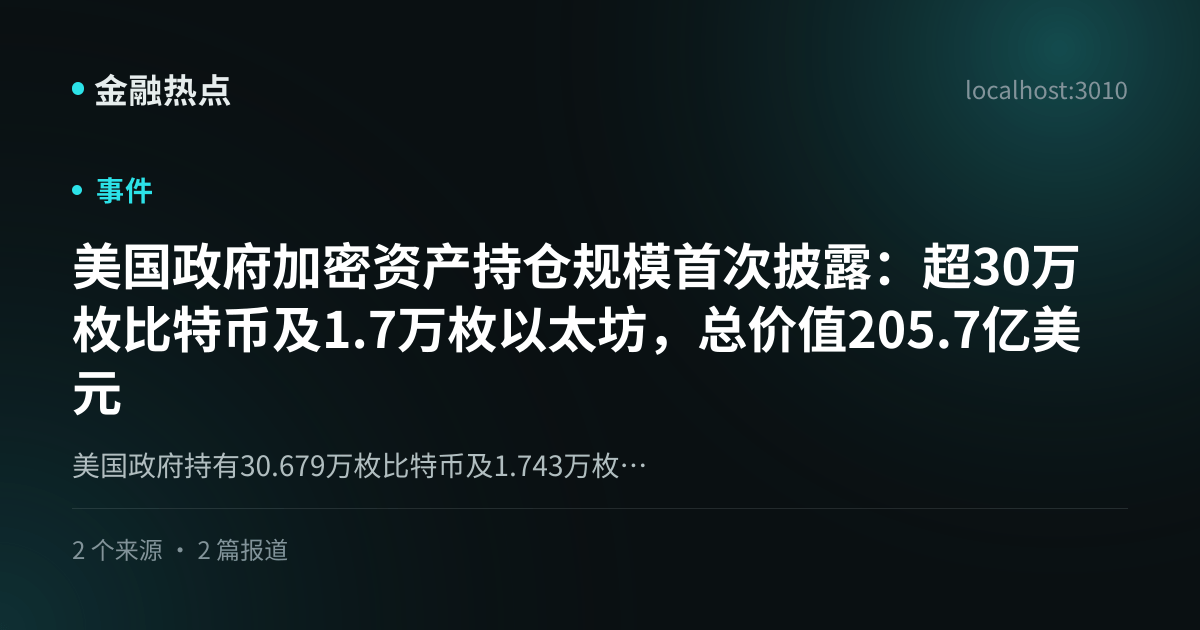 金融热点
localhost:3010
事件
美国政府加密资产持仓规模首次披露：超30万
枚比特币及1.7万枚以太坊，总价值205.7亿美
元
美国政府持有30.679万枚比特币及1.743万枚…
2 个来源 · 2 篇报道